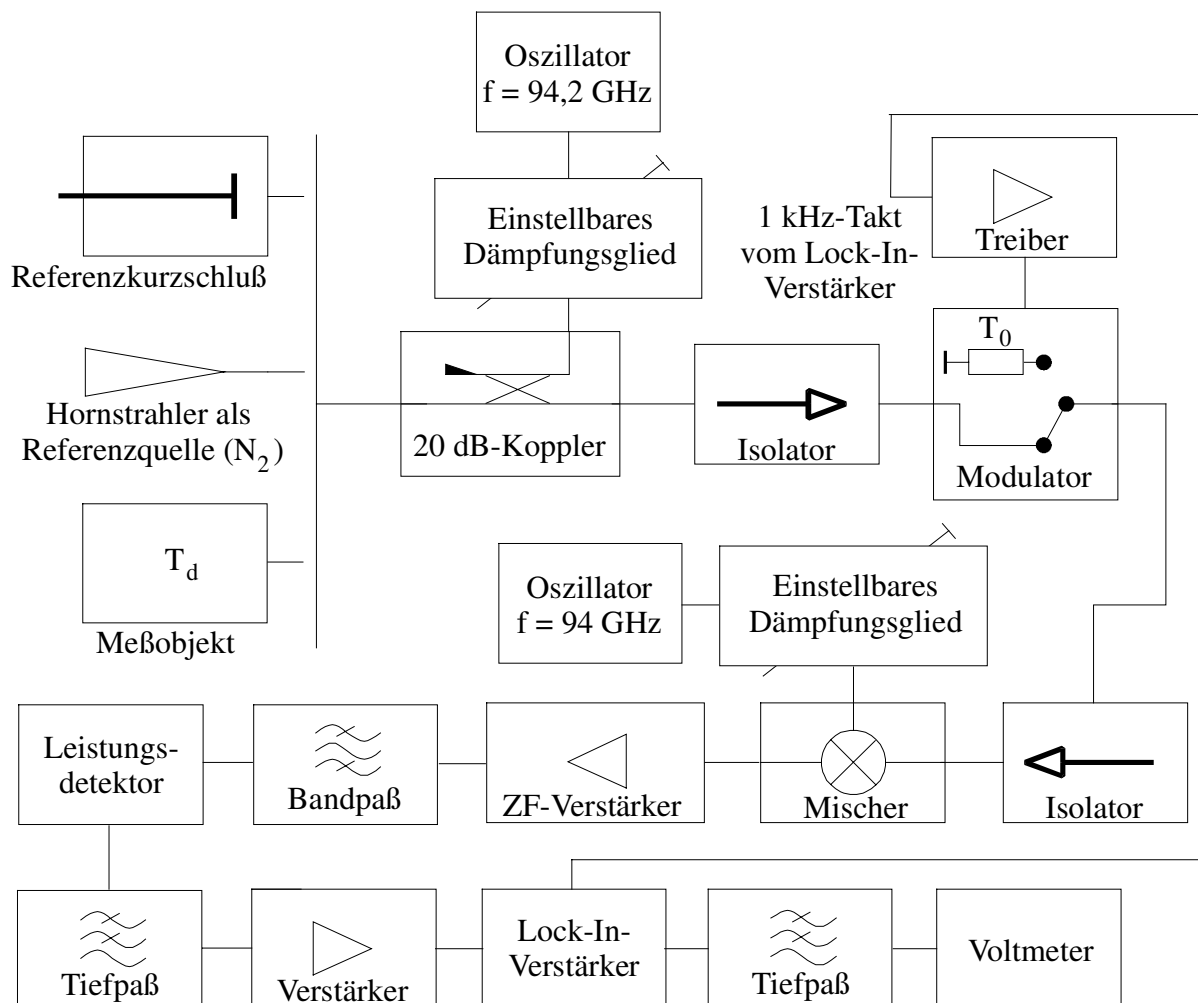 Oszillator
f = 94,2 GHz
Referenzkurzschluß
Einstellbares
Dämpfungsglied
1 kHz-Takt
vom Lock-In-
Verstärker
Treiber
Hornstrahler als
Referenzquelle (N2)
20 dB-Koppler
Isolator
T0
Modulator
Td
Meßobjekt
Oszillator
f = 94 GHz
Einstellbares
Dämpfungsglied
Leistungs-
detektor
Bandpaß
ZF-Verstärker
Mischer
Isolator
Tiefpaß
Verstärker
Lock-In-
Verstärker
Tiefpaß
Voltmeter